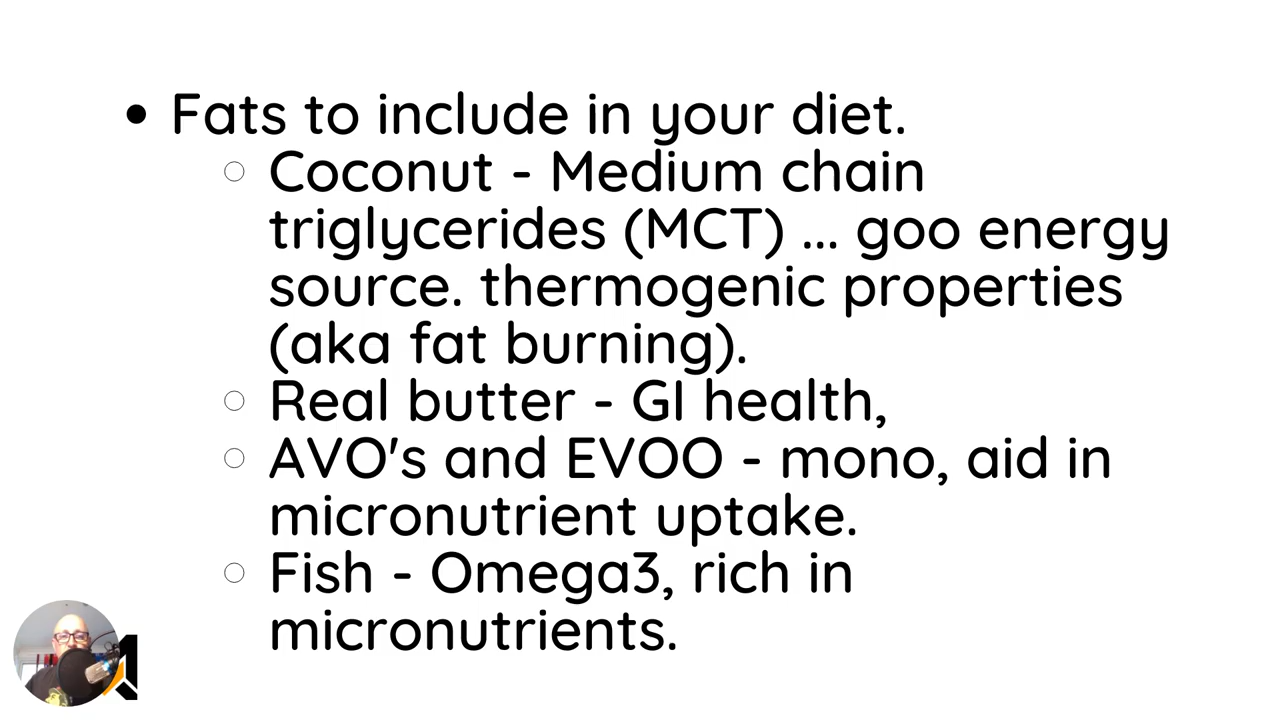 Fats to include in your diet.
Coconut - Medium chain
triglycerides (MCT) ... goo energy
source. thermogenic properties
(aka fat burning).
Real butter - GI health,
AVO's and EVOO - mono, aid in
micronutrient uptake.
Fish - Omega3, rich in
micronutrients.